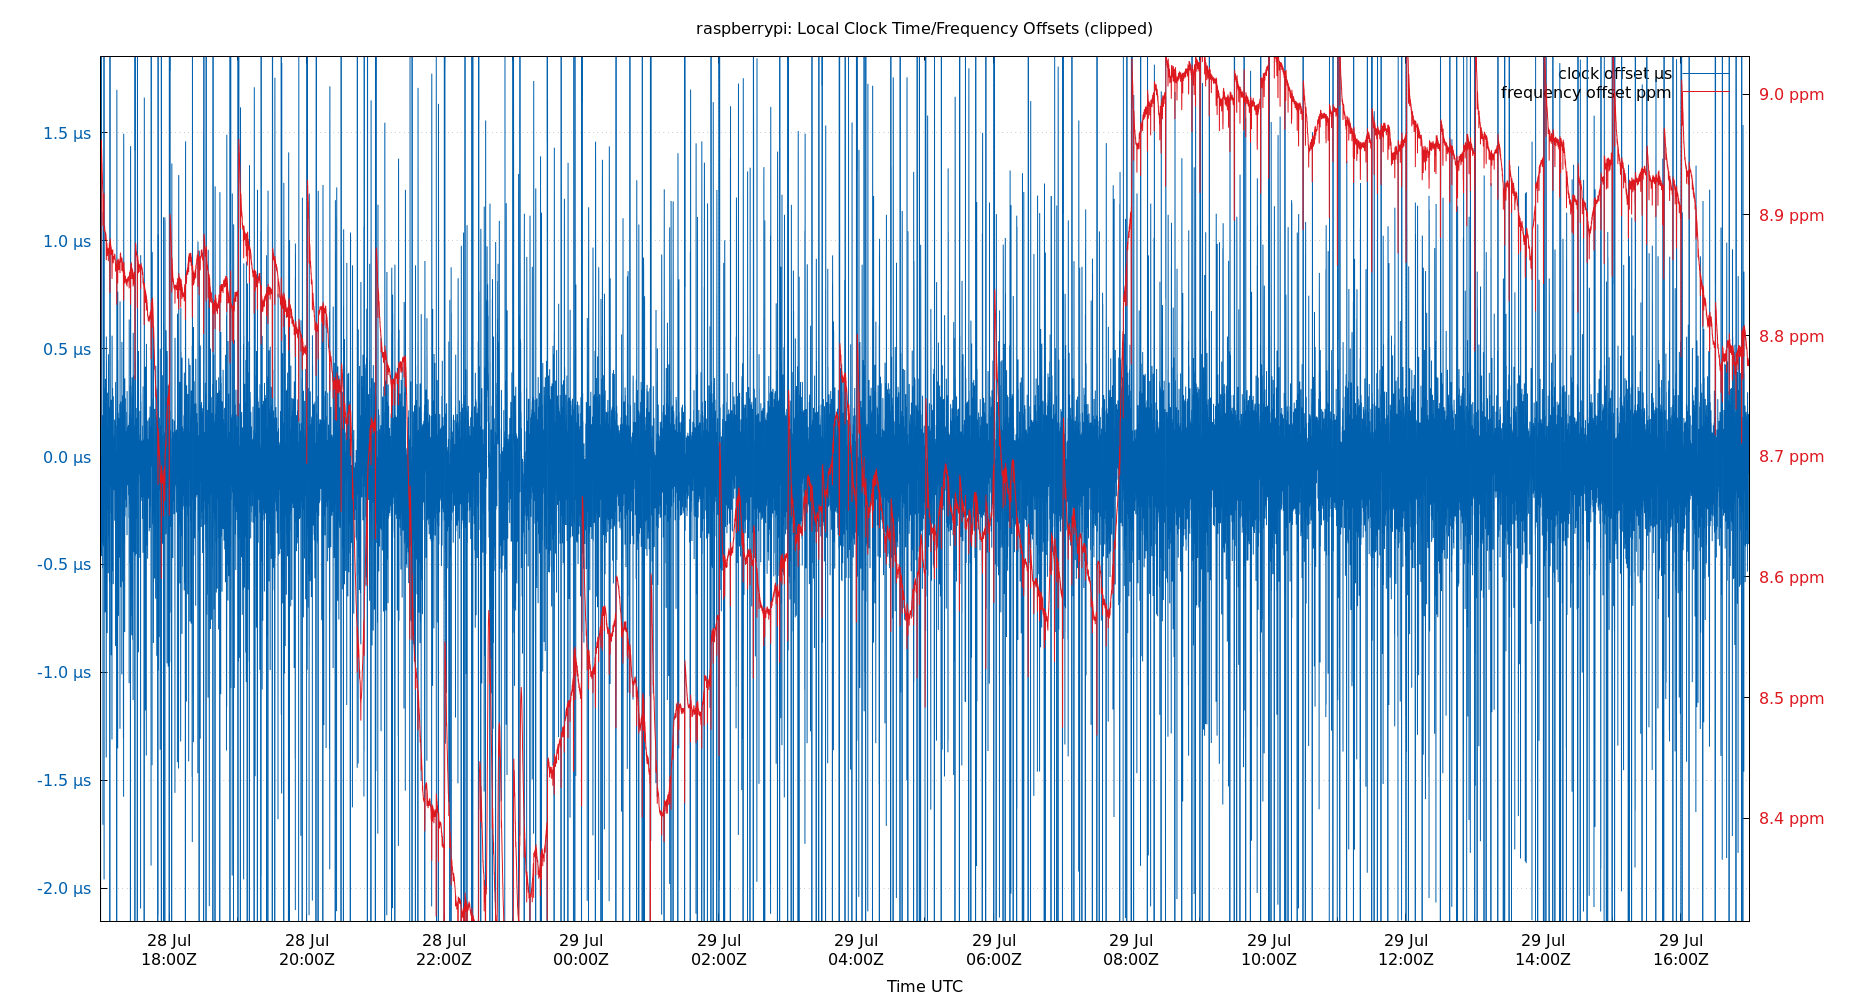 raspberrypi: Local Clock Time/Frequency Offsets (clipped)
clock offset µs
frequency offset ppm
1.5 µs
1.0 µs
0.5 µs
0.0 µs
-0.5 µs
-1.0 µs
-1.5 µs
-2.0 µs
9.0 ppm
8.9 ppm
8.8 ppm
8.7 ppm
8.6 ppm
8.5 ppm
8.4 ppm
28 Jul
18:00Z
28 Jul
20:00Z
28 Jul
22:00Z
29 Jul
00:00Z
29 Jul
02:00Z
29 Jul
04:00Z
29 Jul
06:00Z
29 Jul
08:00Z
29 Jul
10:00Z
29 Jul
12:00Z
29 Jul
14:00Z
29 Jul
16:00Z
Time UTC